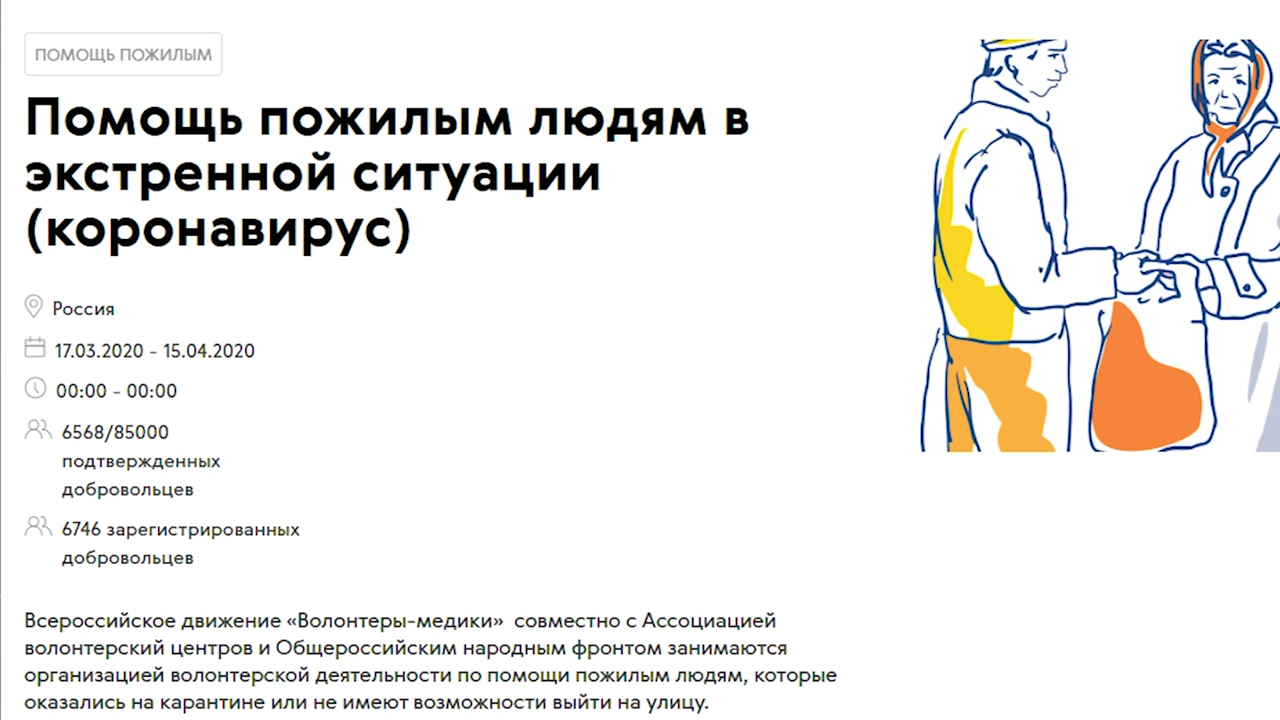 ПОМОЩЬ ПОЖИЛЫМ
Помощь пожилым людям в
экстренной ситуации
(коронавирус)
Россия
17.03.2020 - 15.04.2020
00:00 - 00:00
6568/85000
подтвержденных
добровольцев
6746 зарегистрированных
добровольцев
Всероссийское движение «Волонтеры-медики» совместно с Ассоциацией
волонтерский центров и Общероссийским народным фронтом занимаются
организацией волонтерской деятельности по помощи пожилым людям, которые
оказались на карантине или не имеют возможности выйти на улицу.